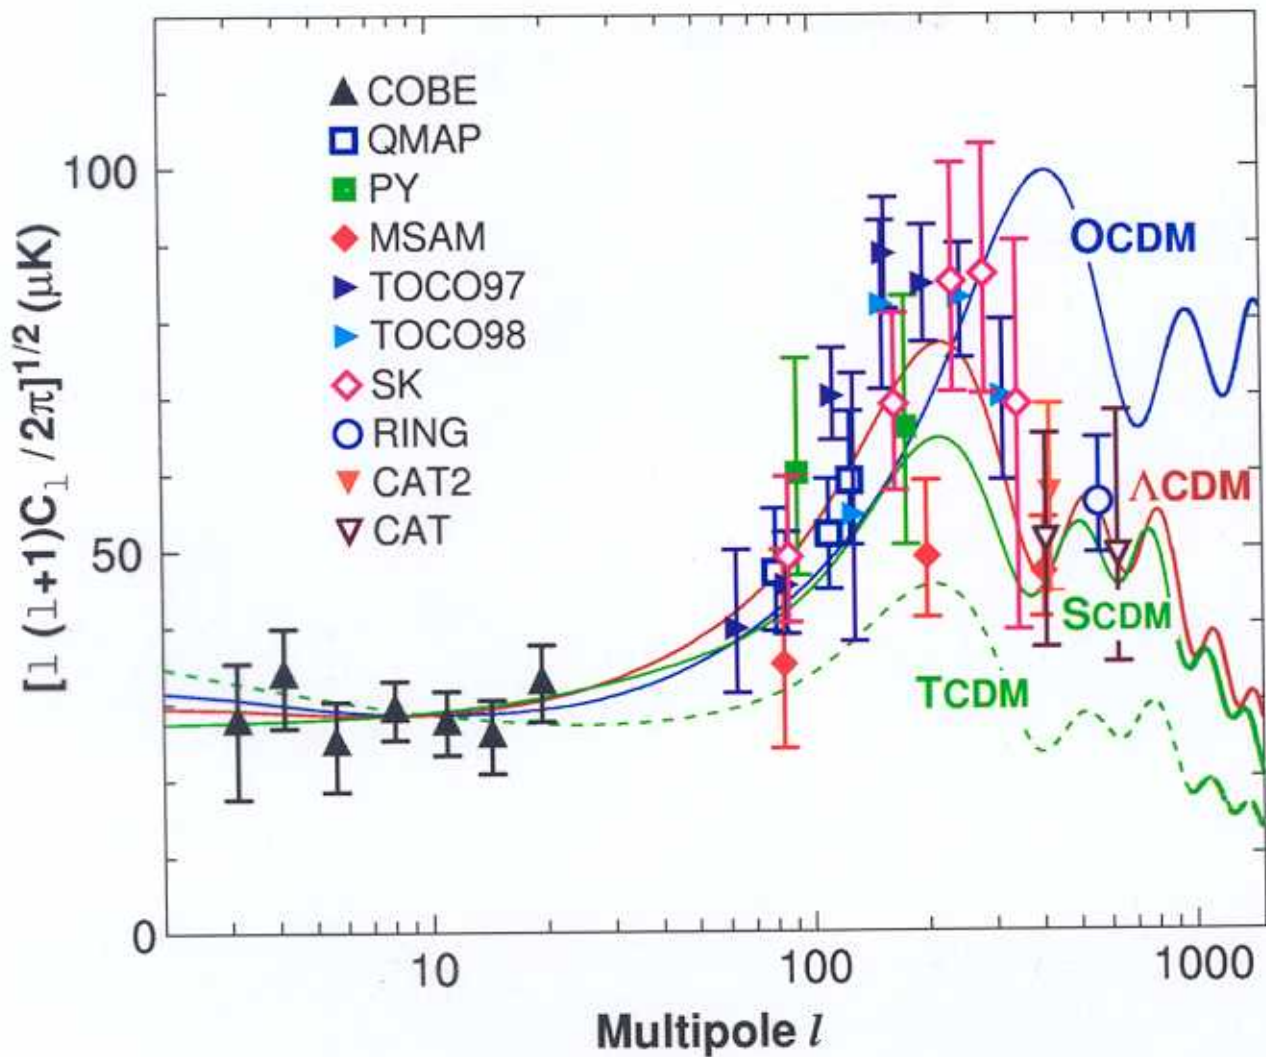 COBE
QMAP
PY
MSAM
TOCO97
TOCO98
SK
RING
CAT2
CAT
100
50
0
[l (l+1)C_l /2π]^1/2 (μK)
OCDM
ΛCDM
SCDM
TCDM
10
100
1000
Multipole l